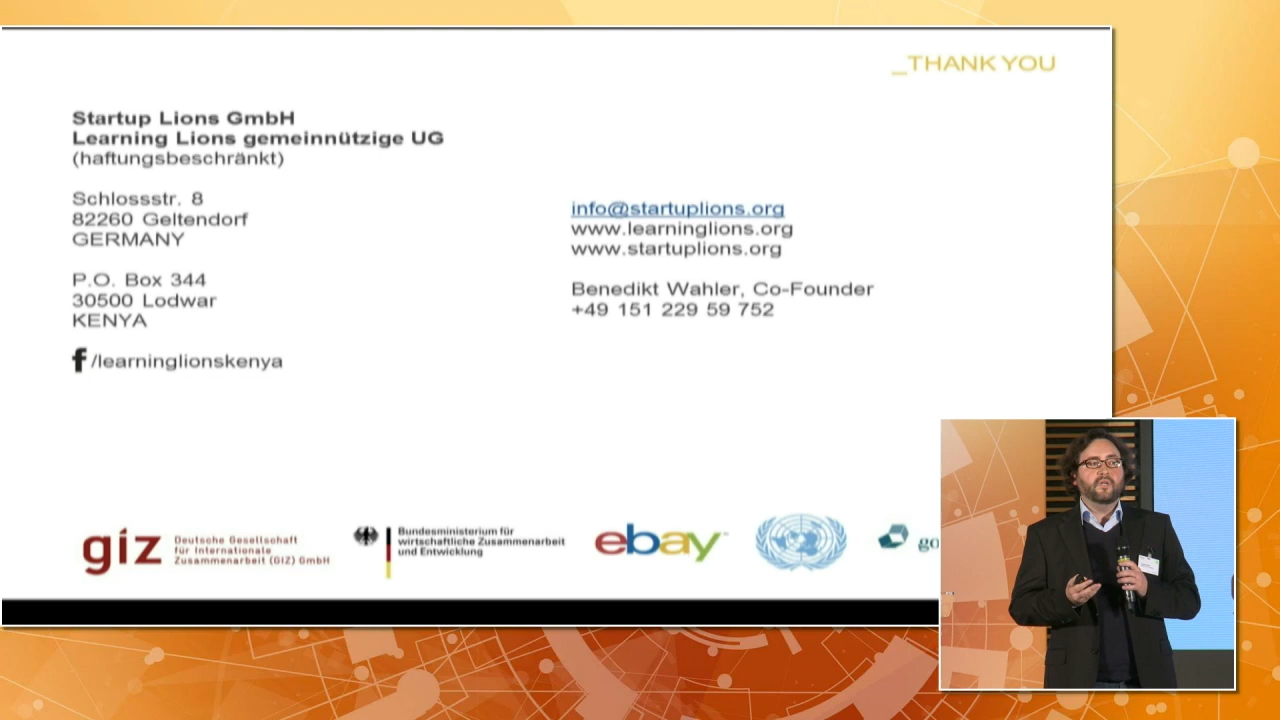 _THANK YOU
Startup Lions GmbH
Learning Lions gemeinnützige UG
(haftungsbeschränkt)
Schlossstr. 8
82260 Geltendorf
GERMANY
P.O. Box 344
30500 Lodwar
KENYA
f /learninglionskenya
info@startuplions.org
www.learninglions.org
www.startuplions.org
Benedikt Wahler, Co-Founder
+49 151 229 59 752
giz
Deutsche Gesellschaft
für Internationale
Zusammenarbeit (GIZ) GmbH
Bundesministerium für
wirtschaftliche Zusammenarbeit
und Entwicklung
ebay
go